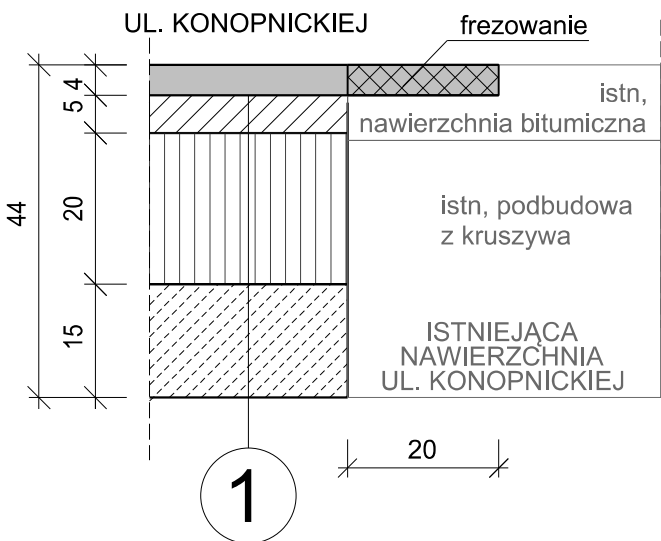 UL. KONOPNICKIEJ
frezowanie
4
5
istn,
nawierzchnia bitumiczna
44
20
istn, podbudowa
z kruszywa
15
ISTNIEJĄCA
NAWIERZCHNIA
UL. KONOPNICKIEJ
20
1